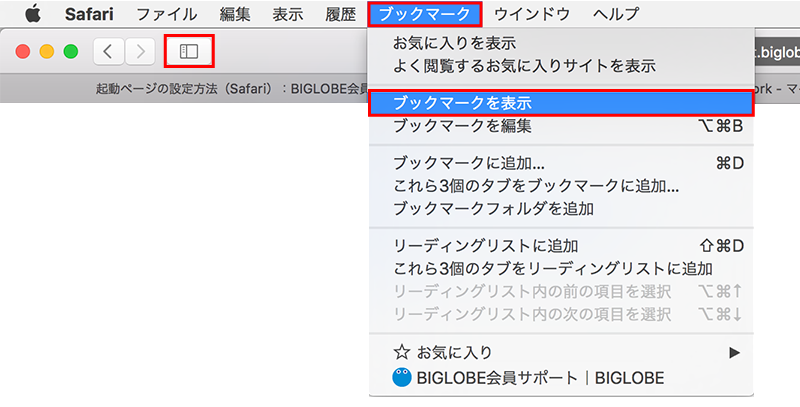 Safari ファイル 編集 表示 履歴 ブックマーク ウインドウ ヘルプ
お気に入りを表示
よく閲覧するお気に入りサイトを表示
.biglobe
起動ページの設定方法（Safari）：BIGLOBE会員
ork - マ
ブックマークを表示
ブックマークを編集 ⌥⌘B
ブックマークに追加... ⌘D
これら3個のタブをブックマークに追加...
ブックマークフォルダを追加
リーディングリストに追加 ⇧⌘D
これら3個のタブをリーディングリストに追加
リーディングリスト内の前の項目を選択 ⌥⌘↑
リーディングリスト内の次の項目を選択 ⌥⌘↓
☆ お気に入り ▶
BIGLOBE会員サポート｜BIGLOBE